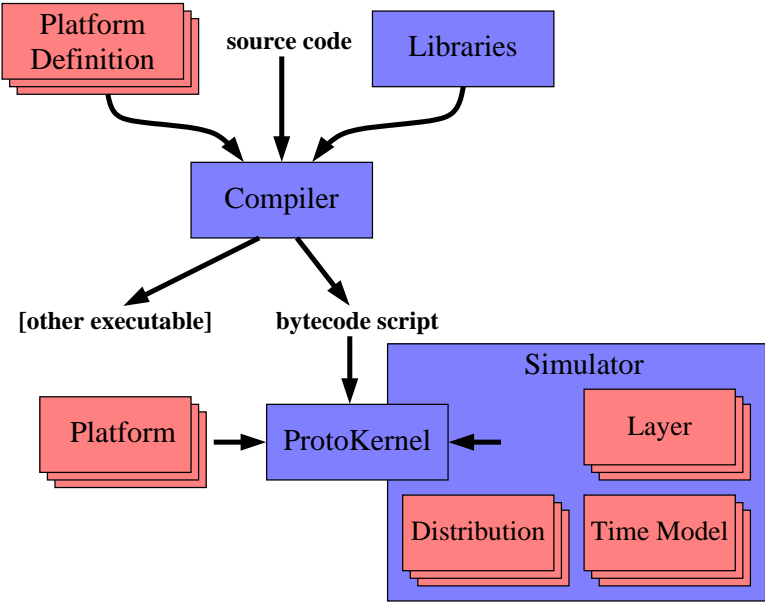 Platform
Definition
source code
Libraries
Compiler
[other executable]
bytecode script
Simulator
Platform
ProtoKernel
Layer
Distribution
Time Model